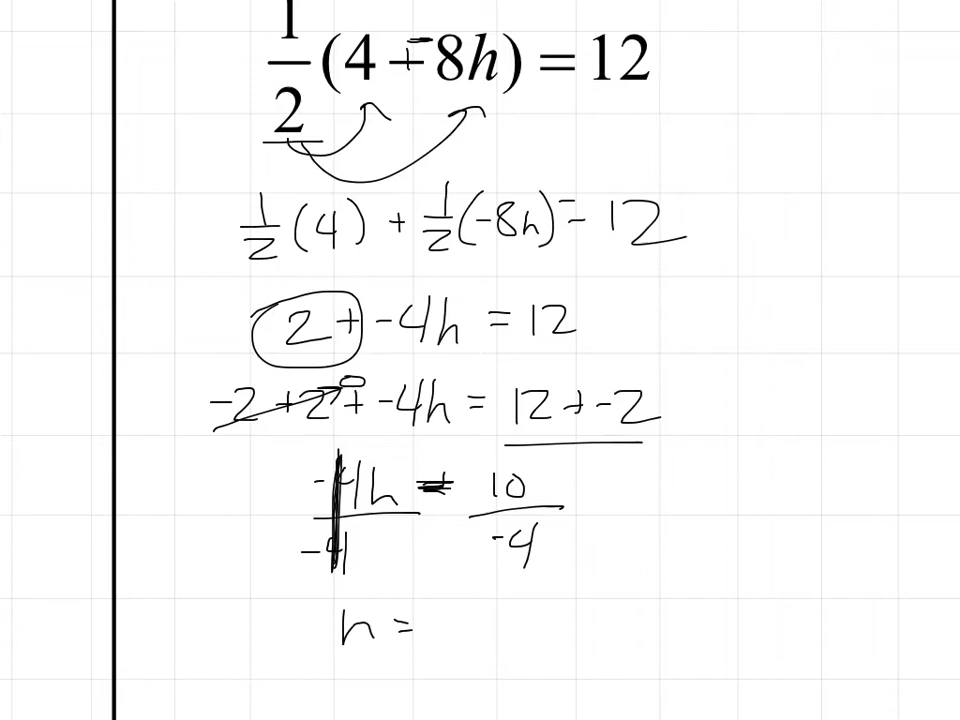 1/2 (4 + -8h) = 12
1/2 (4) + 1/2 (-8h) = 12
2 + -4h = 12
-2 + 2 + -4h = 12 + -2
-4h/-4 = 10/-4
h =